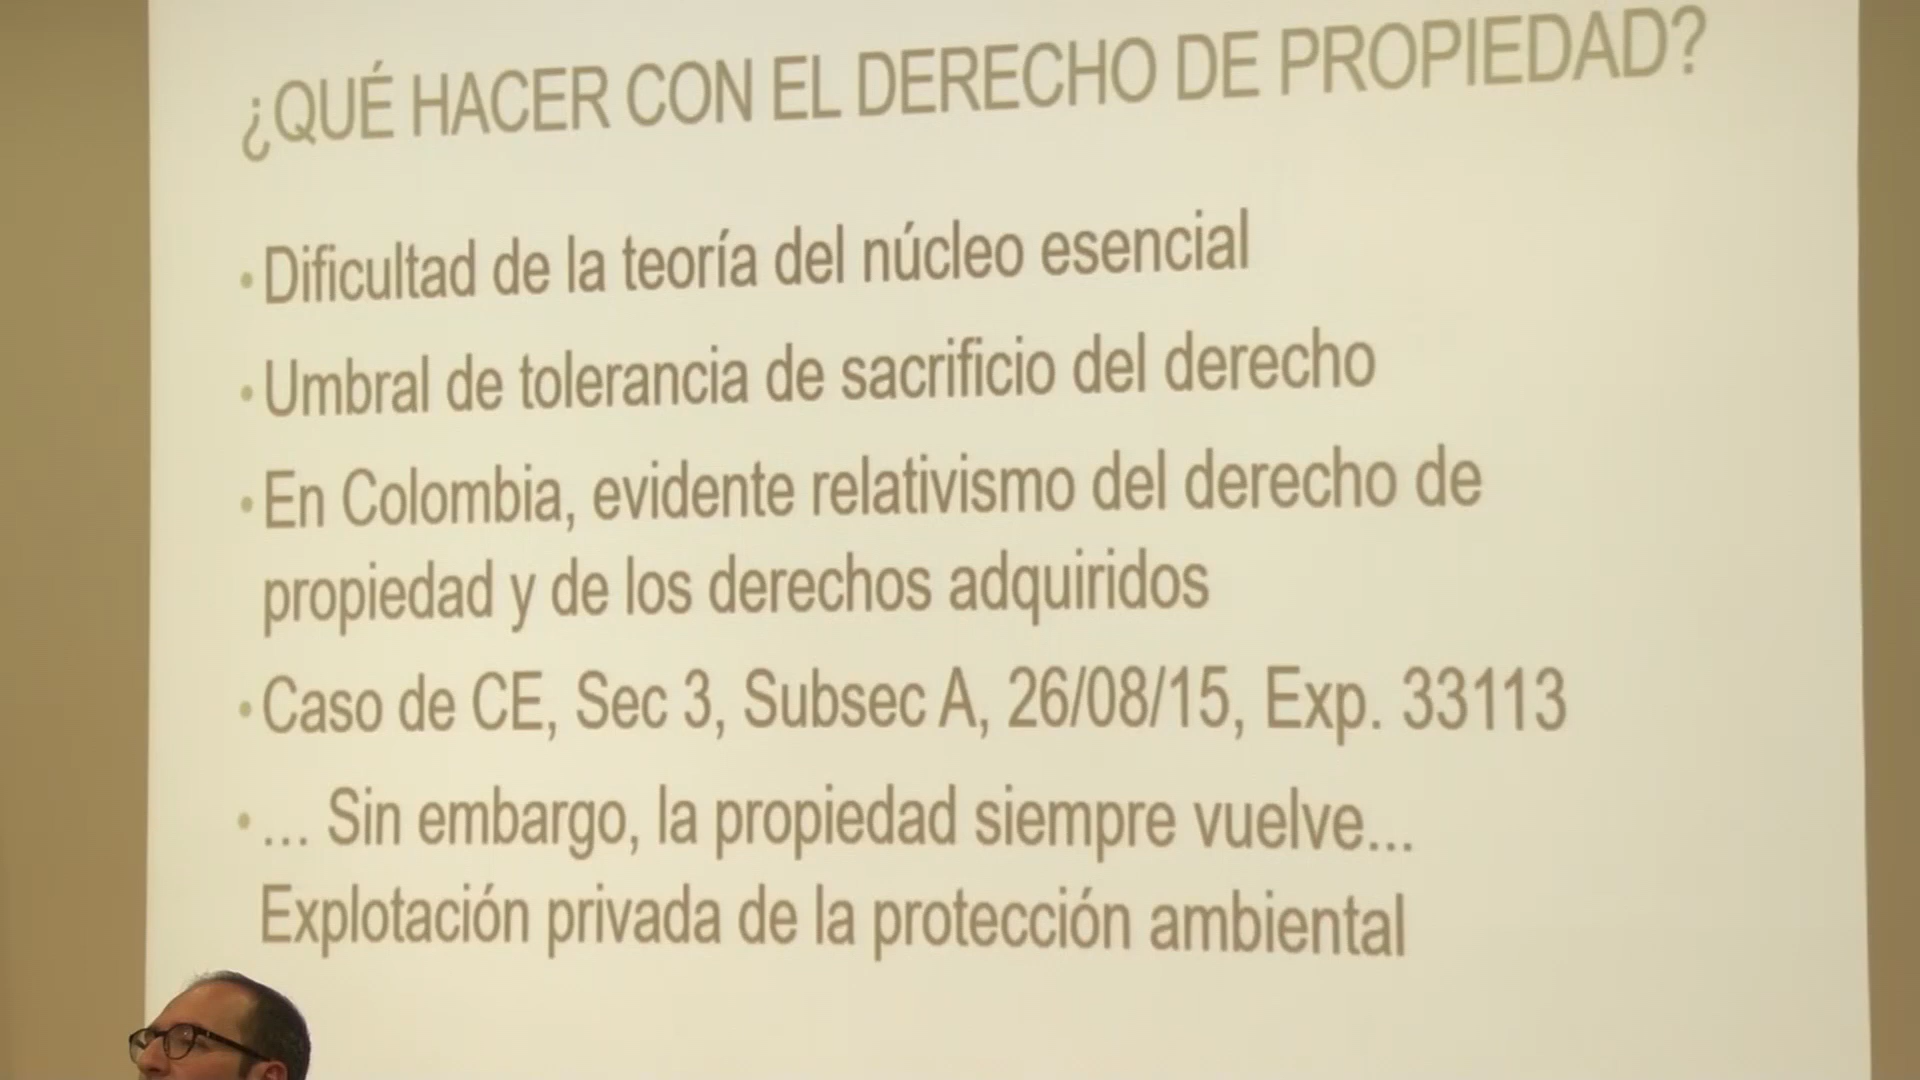 ¿QUÉ HACER CON EL DERECHO DE PROPIEDAD?
• Dificultad de la teoría del núcleo esencial
• Umbral de tolerancia de sacrificio del derecho
• En Colombia, evidente relativismo del derecho de
propiedad y de los derechos adquiridos
• Caso de CE, Sec 3, Subsec A, 26/08/15, Exp. 33113
• ... Sin embargo, la propiedad siempre vuelve...
Explotación privada de la protección ambiental